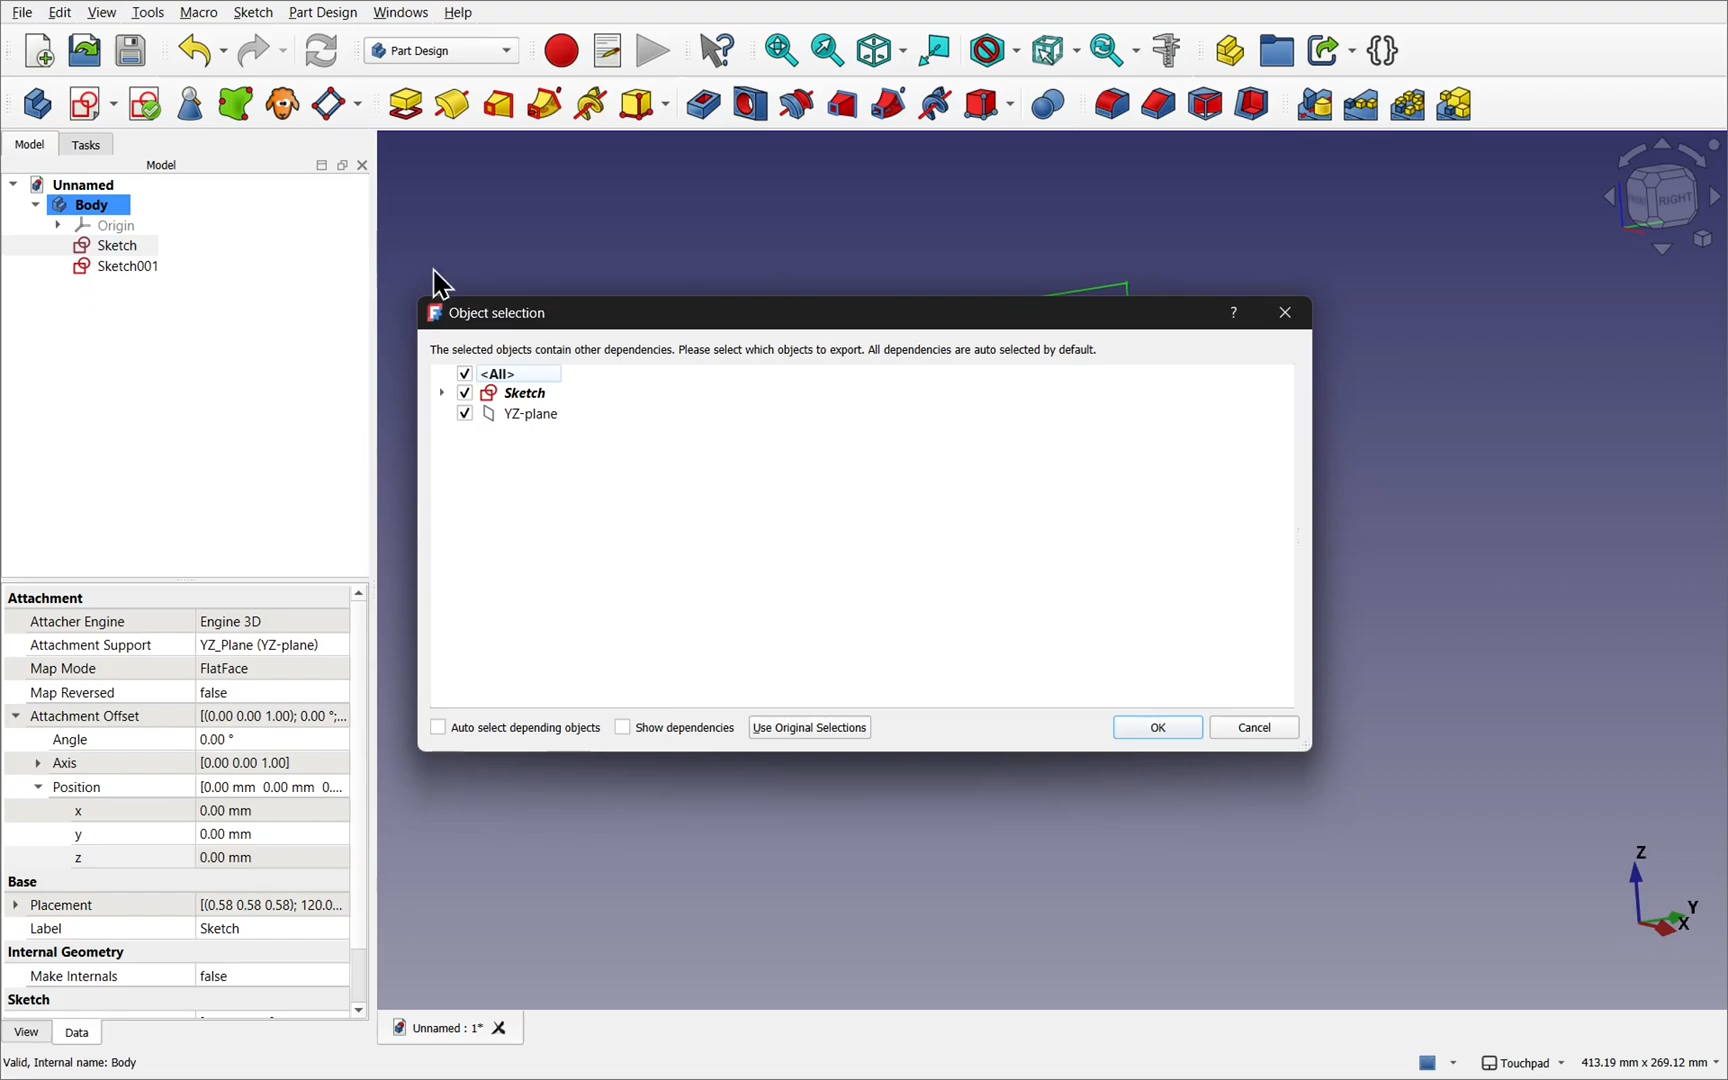 File Edit View Tools Macro Sketch Part Design Windows Help
Part Design
Model Tasks
Model
Unnamed
Body
Origin
Sketch
Sketch001
RIGHT
Object selection
?
The selected objects contain other dependencies. Please select which objects to export. All dependencies are auto selected by default.
<All>
Sketch
YZ-plane
Auto select depending objects Show dependencies Use Original Selections OK Cancel
Attachment
Attacher Engine Engine 3D
Attachment Support YZ_Plane (YZ-plane)
Map Mode FlatFace
Map Reversed false
Attachment Offset [(0.00 0.00 1.00); 0.00 °;...
Angle 0.00 °
Axis [0.00 0.00 1.00]
Position [0.00 mm 0.00 mm 0....
x 0.00 mm
y 0.00 mm
z 0.00 mm
Base
Placement [(0.58 0.58 0.58); 120.0...
Label Sketch
Internal Geometry
Make Internals false
Sketch
View Data
Z
Y
X
Unnamed : 1*
Valid, Internal name: Body
Touchpad 413.19 mm x 269.12 mm